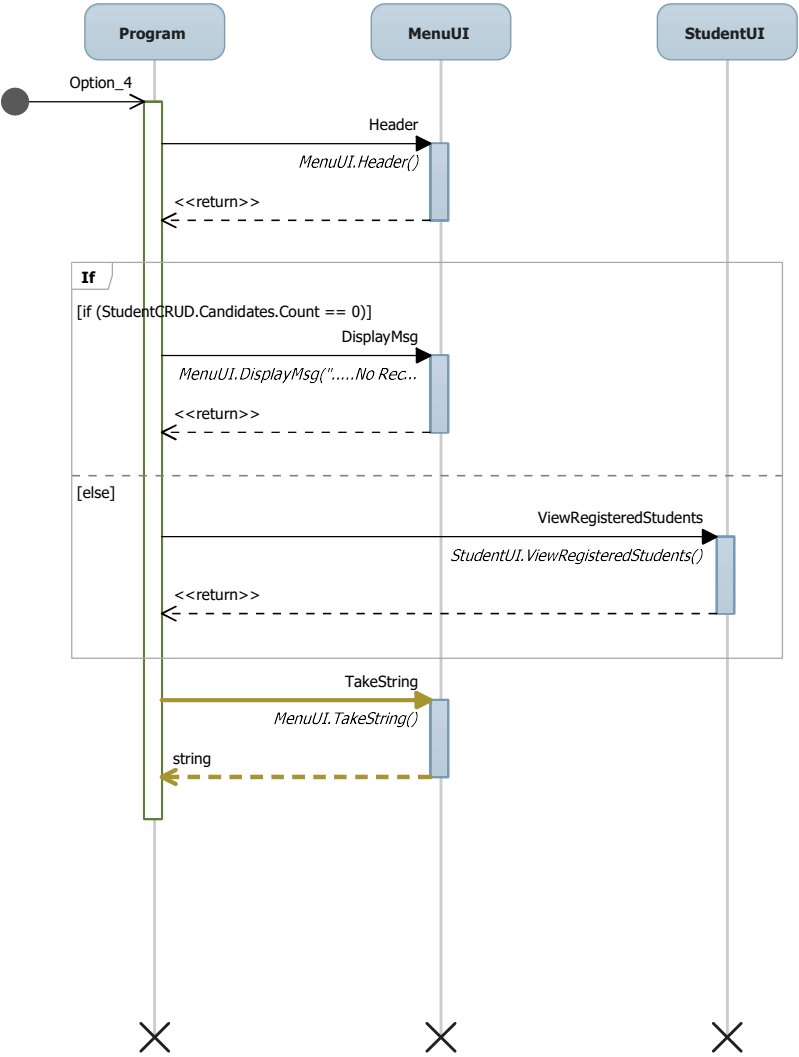 Program
MenuUI
StudentUI
Option_4
Header
MenuUI.Header()
<<return>>
If
[if (StudentCRUD.Candidates.Count == 0)]
DisplayMsg
MenuUI.DisplayMsg(".....No Rec...
<<return>>
[else]
ViewRegisteredStudents
StudentUI.ViewRegisteredStudents()
<<return>>
TakeString
MenuUI.TakeString()
string